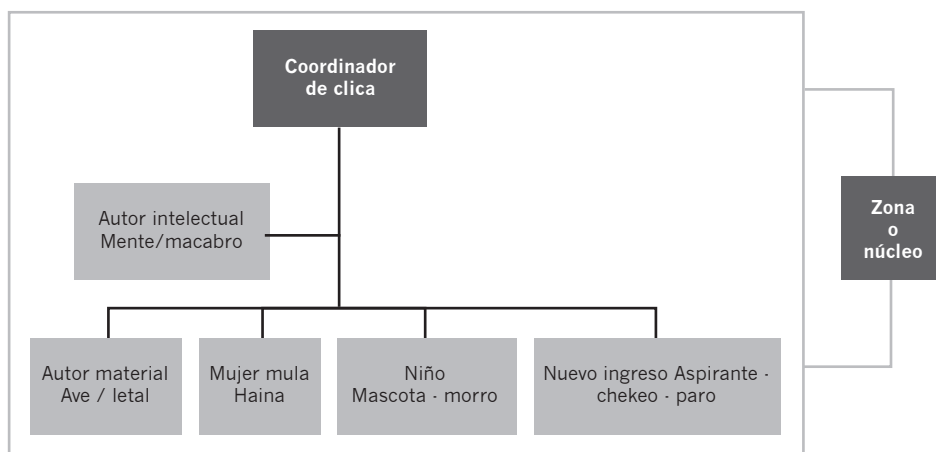 Coordinador
de clica
Autor intelectual
Mente/macabro
Zona
o
núcleo
Autor material
Ave / letal
Mujer mula
Haina
Niño
Mascota - morro
Nuevo ingreso Aspirante -
chekeo - paro